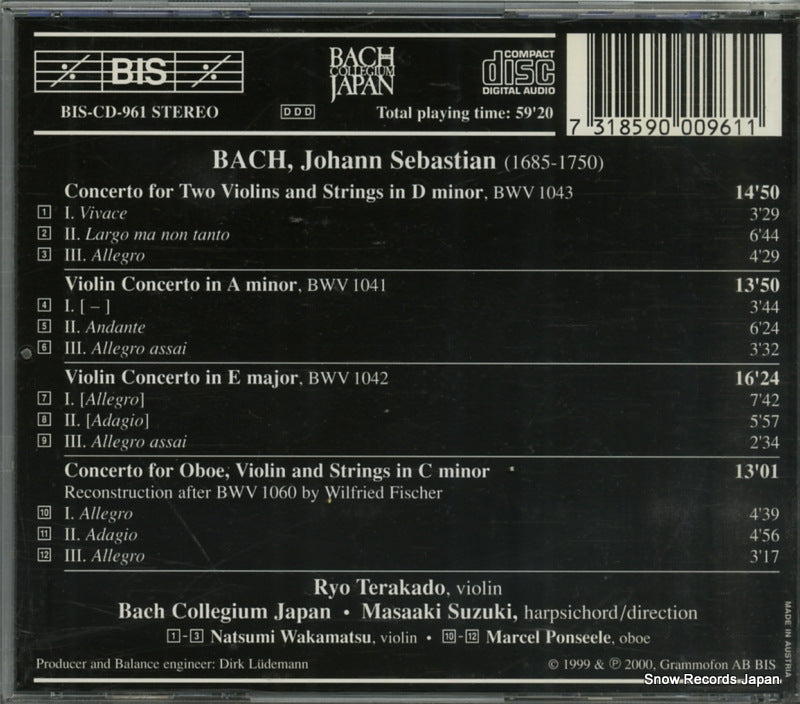 BIS
BACH
COLLEGIUM
JAPAN
COMPACT
disc
DIGITAL AUDIO
BIS-CD-961 STEREO
DDD
Total playing time: 59'20
7 318590 009611
BACH, Johann Sebastian (1685-1750)
Concerto for Two Violins and Strings in D minor, BWV 1043 14'50
1 I. Vivace 3'29
2 II. Largo ma non tanto 6'44
3 III. Allegro 4'29
Violin Concerto in A minor, BWV 1041 13'50
4 I. [ – ] 3'44
5 II. Andante 6'24
6 III. Allegro assai 3'32
Violin Concerto in E major, BWV 1042 16'24
7 I. [Allegro] 7'42
8 II. [Adagio] 5'57
9 III. Allegro assai 2'34
Concerto for Oboe, Violin and Strings in C minor 13'01
Reconstruction after BWV 1060 by Wilfried Fischer
10 I. Allegro 4'39
11 II. Adagio 4'56
12 III. Allegro 3'17
Ryo Terakado, violin
Bach Collegium Japan • Masaaki Suzuki, harpsichord/direction
1 - 3 Natsumi Wakamatsu, violin • 10 - 12 Marcel Ponseele, oboe
Producer and Balance engineer: Dirk Lüdemann
© 1999 & ℗ 2000, Grammofon AB BIS
MADE IN AUSTRIA
Snow Records Japan